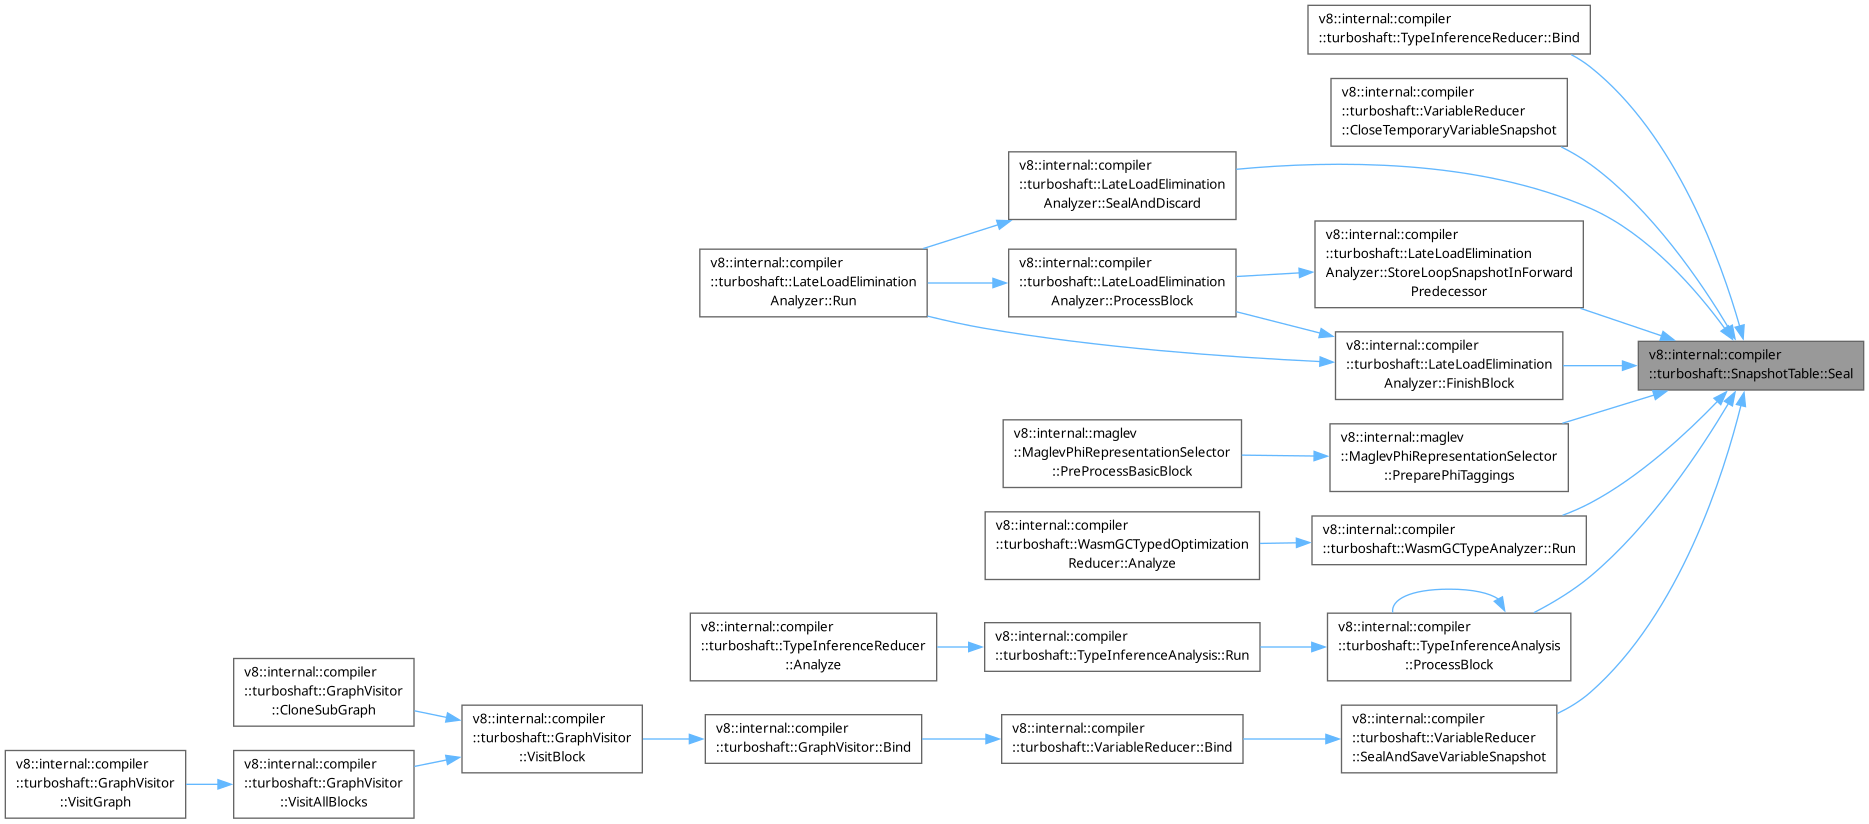 v8::internal::compiler
::turboshaft::TypeInferenceReducer::Bind
v8::internal::compiler
::turboshaft::VariableReducer
::CloseTemporaryVariableSnapshot
v8::internal::compiler
::turboshaft::LateLoadElimination
Analyzer::SealAndDiscard
v8::internal::compiler
::turboshaft::LateLoadElimination
Analyzer::StoreLoopSnapshotInForward
Predecessor
v8::internal::compiler
::turboshaft::LateLoadElimination
Analyzer::Run
v8::internal::compiler
::turboshaft::LateLoadElimination
Analyzer::ProcessBlock
v8::internal::compiler
::turboshaft::LateLoadElimination
Analyzer::FinishBlock
v8::internal::compiler
::turboshaft::SnapshotTable::Seal
v8::internal::maglev
::MaglevPhiRepresentationSelector
::PreProcessBasicBlock
v8::internal::maglev
::MaglevPhiRepresentationSelector
::PreparePhiTaggings
v8::internal::compiler
::turboshaft::WasmGCTypedOptimization
Reducer::Analyze
v8::internal::compiler
::turboshaft::WasmGCTypeAnalyzer::Run
v8::internal::compiler
::turboshaft::TypeInferenceReducer
::Analyze
v8::internal::compiler
::turboshaft::TypeInferenceAnalysis::Run
v8::internal::compiler
::turboshaft::TypeInferenceAnalysis
::ProcessBlock
v8::internal::compiler
::turboshaft::GraphVisitor
::CloneSubGraph
v8::internal::compiler
::turboshaft::GraphVisitor
::VisitBlock
v8::internal::compiler
::turboshaft::GraphVisitor::Bind
v8::internal::compiler
::turboshaft::VariableReducer::Bind
v8::internal::compiler
::turboshaft::VariableReducer
::SealAndSaveVariableSnapshot
v8::internal::compiler
::turboshaft::GraphVisitor
::VisitGraph
v8::internal::compiler
::turboshaft::GraphVisitor
::VisitAllBlocks